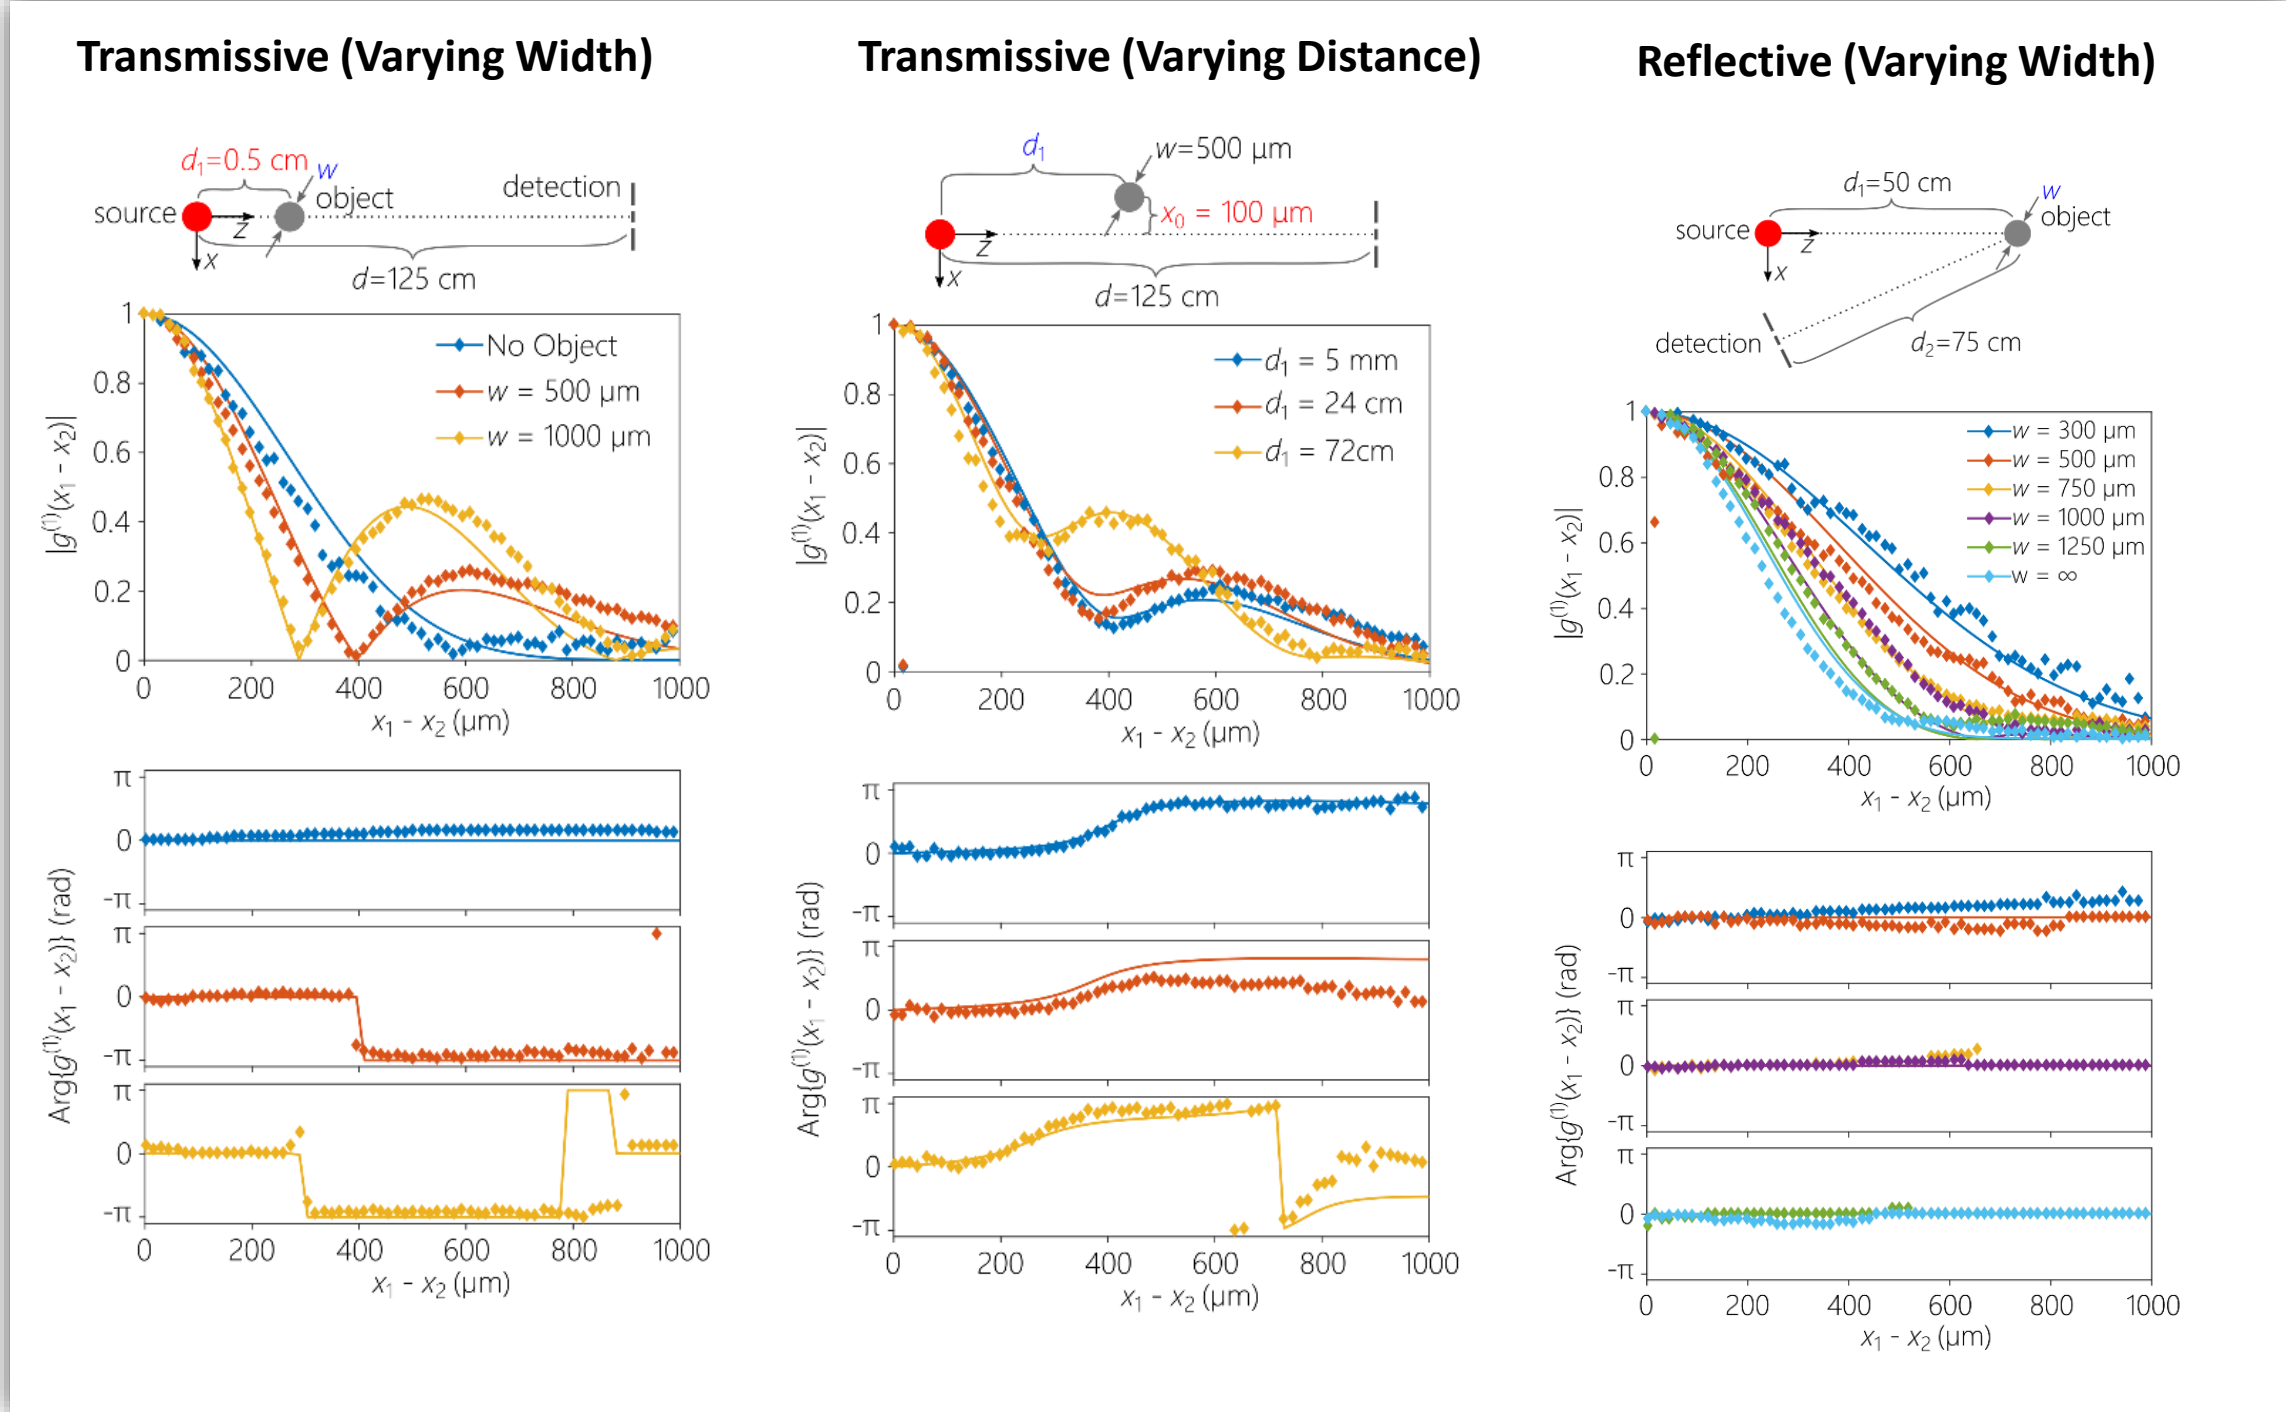 Transmissive (Varying Width)
d₁=0.5 cm
w
object
detection
source
z
x
d=125 cm
|g⁽¹⁾(x₁ - x₂)|
1
0.8
0.6
0.4
0.2
0
No Object
w = 500 µm
w = 1000 µm
0 200 400 600 800 1000
x₁ - x₂ (µm)
Arg{g⁽¹⁾(x₁ - x₂)} (rad)
π
0
-π
π
0
-π
π
0
-π
0 200 400 600 800 1000
x₁ - x₂ (µm)
Transmissive (Varying Distance)
d₁
w=500 µm
x₀ = 100 µm
z
x
d=125 cm
|g⁽¹⁾(x₁ - x₂)|
1
0.8
0.6
0.4
0.2
0
d₁ = 5 mm
d₁ = 24 cm
d₁ = 72cm
0 200 400 600 800 1000
x₁ - x₂ (µm)
Arg{g⁽¹⁾(x₁ - x₂)} (rad)
π
0
-π
π
0
-π
π
0
-π
0 200 400 600 800 1000
x₁ - x₂ (µm)
Reflective (Varying Width)
d₁=50 cm
w
object
source
z
x
detection
d₂=75 cm
|g⁽¹⁾(x₁ - x₂)|
1
0.8
0.6
0.4
0.2
0
w = 300 µm
w = 500 µm
w = 750 µm
w = 1000 µm
w = 1250 µm
w = ∞
0 200 400 600 800 1000
x₁ - x₂ (µm)
Arg{g⁽¹⁾(x₁ - x₂)} (rad)
π
0
-π
π
0
-π
π
0
-π
0 200 400 600 800 1000
x₁ - x₂ (µm)